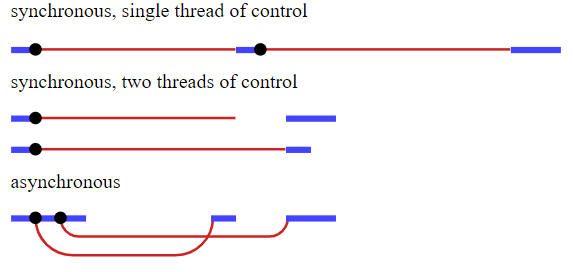 synchronous, single thread of control
synchronous, two threads of control
asynchronous